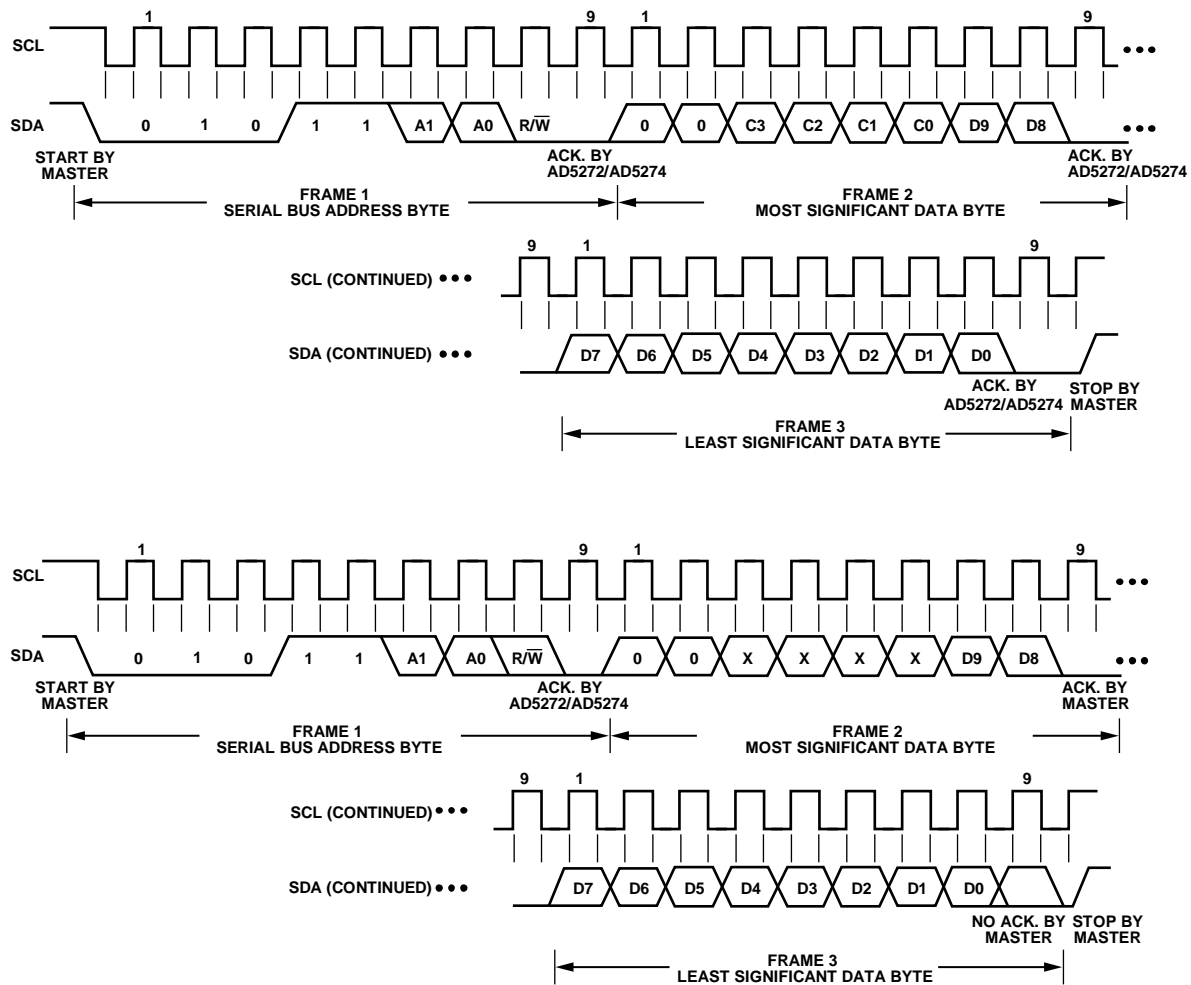 1 9 1 9
SCL
SDA 0 1 0 1 1 A1 A0 R/W̅ 0 0 C3 C2 C1 C0 D9 D8
START BY
MASTER
ACK. BY
AD5272/AD5274
ACK. BY
AD5272/AD5274
FRAME 1
SERIAL BUS ADDRESS BYTE
FRAME 2
MOST SIGNIFICANT DATA BYTE
9 1 9
SCL (CONTINUED)
SDA (CONTINUED) D7 D6 D5 D4 D3 D2 D1 D0
ACK. BY
AD5272/AD5274
STOP BY
MASTER
FRAME 3
LEAST SIGNIFICANT DATA BYTE
1 9 1 9
SCL
SDA 0 1 0 1 1 A1 A0 R/W̅ 0 0 X X X X D9 D8
START BY
MASTER
ACK. BY
AD5272/AD5274
ACK. BY
MASTER
FRAME 1
SERIAL BUS ADDRESS BYTE
FRAME 2
MOST SIGNIFICANT DATA BYTE
9 1 9
SCL (CONTINUED)
SDA (CONTINUED) D7 D6 D5 D4 D3 D2 D1 D0
NO ACK. BY
MASTER
STOP BY
MASTER
FRAME 3
LEAST SIGNIFICANT DATA BYTE